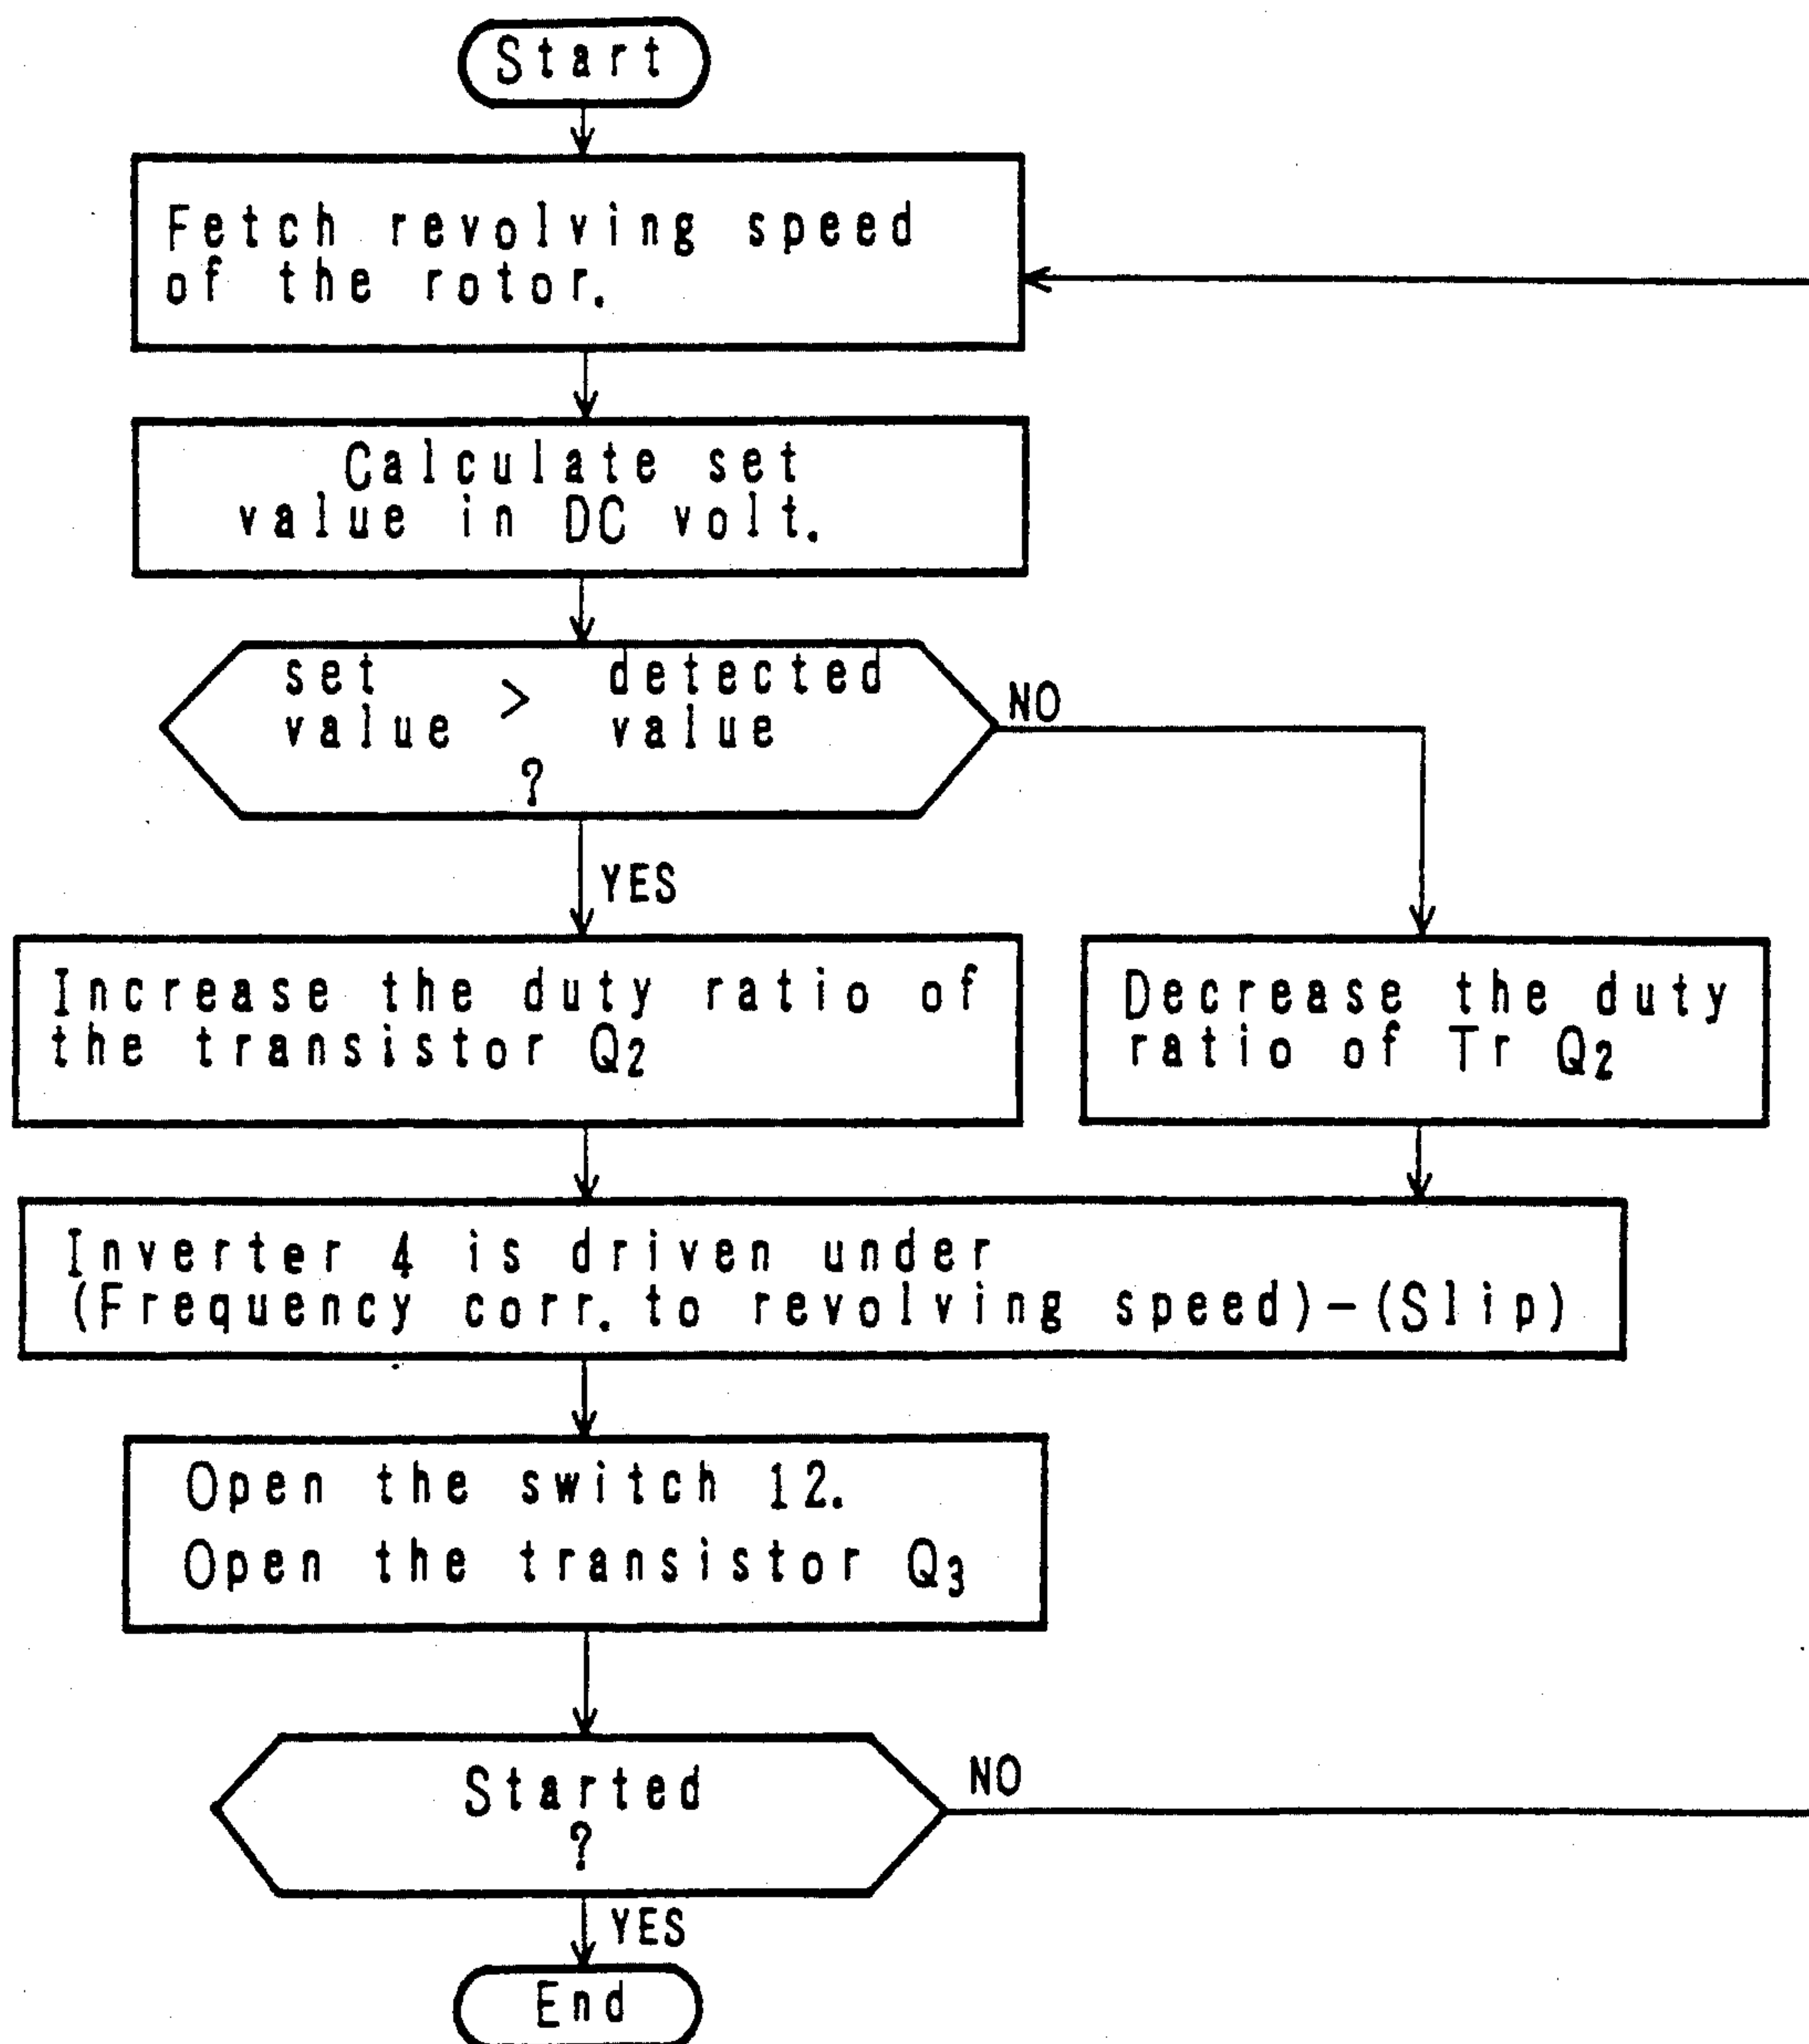 Start
Fetch revolving speed
of the rotor.
Calculate set
value in DC volt.
set > detected
value value
?
NO
YES
Increase the duty ratio of
the transistor Q2
Decrease the duty
ratio of Tr Q2
Inverter 4 is driven under
(Frequency corr. to revolving speed)-(Slip)
Open the switch 12.
Open the transistor Q3
Started
?
NO
YES
End